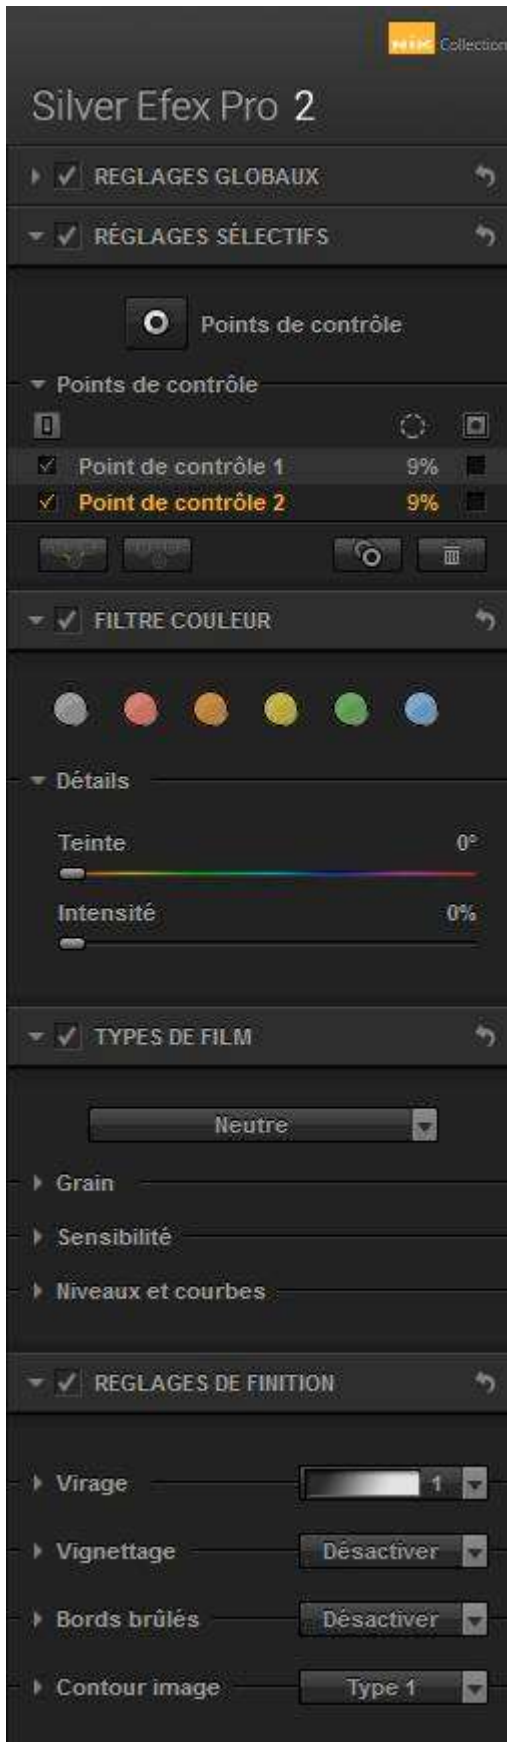 Nik Collection
Silver Efex Pro 2
REGLAGES GLOBAUX
RÉGLAGES SÉLECTIFS
Points de contrôle
Points de contrôle
Point de contrôle 1 9%
Point de contrôle 2 9%
FILTRE COULEUR
Détails
Teinte 0°
Intensité 0%
TYPES DE FILM
Neutre
Grain
Sensibilité
Niveaux et courbes
REGLAGES DE FINITION
Virage 1
Vignettage Désactiver
Bords brûlés Désactiver
Contour image Type 1